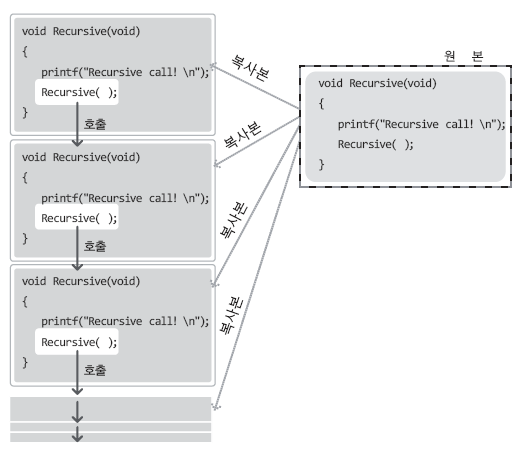 void Recursive(void)
{
printf("Recursive call! \n");
Recursive( );
}
호출
void Recursive(void)
{
printf("Recursive call! \n");
Recursive( );
}
호출
void Recursive(void)
{
printf("Recursive call! \n");
Recursive( );
}
호출
복사본
복사본
복사본
복사본
원 본
void Recursive(void)
{
printf("Recursive call! \n");
Recursive( );
}